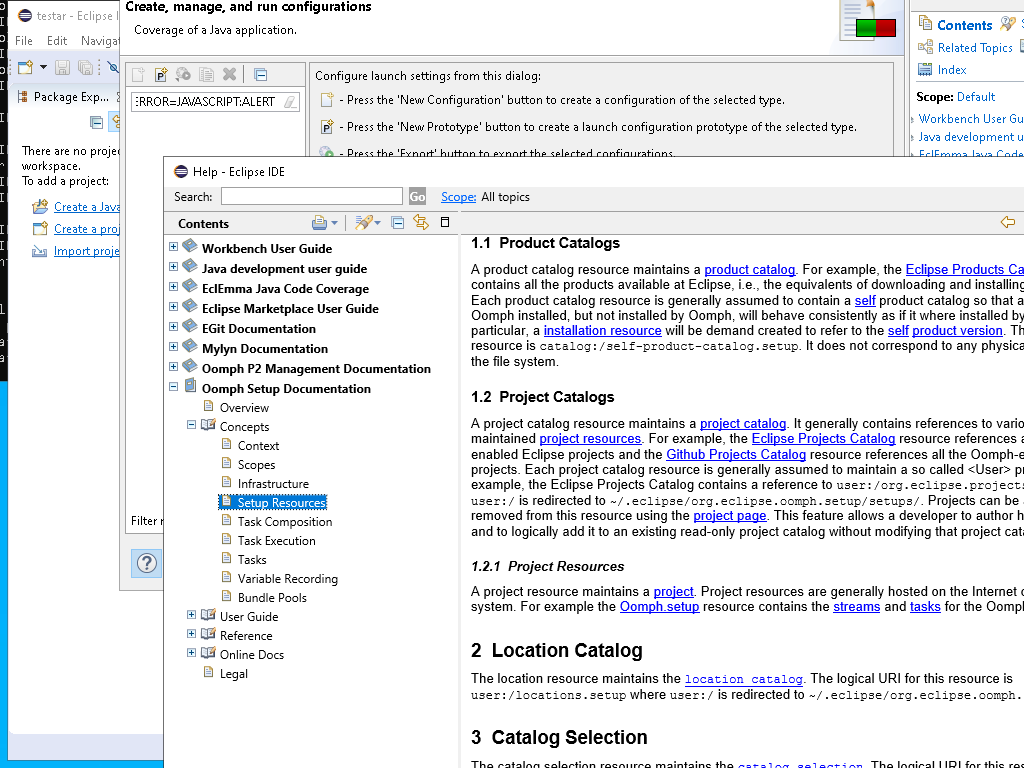 testar - Eclipse I
File Edit Navigat
Package Exp...
There are no projec
workspace.
To add a project:
Create a Java
Create a proj
Import proje
Create, manage, and run configurations
Coverage of a Java application.
:RROR=JAVASCRIPT:ALERT
Configure launch settings from this dialog:
- Press the 'New Configuration' button to create a configuration of the selected type.
- Press the 'New Prototype' button to create a launch configuration prototype of the selected type.
- Press the 'Export' button to export the selected configurations.
Filter r
Contents
Related Topics
Index
Scope: Default
Workbench User Gu
Java development u
EclEmma Java Code
Help - Eclipse IDE
Search: Go Scope: All topics
Contents
Workbench User Guide
Java development user guide
EclEmma Java Code Coverage
Eclipse Marketplace User Guide
EGit Documentation
Mylyn Documentation
Oomph P2 Management Documentation
Oomph Setup Documentation
Overview
Concepts
Context
Scopes
Infrastructure
Setup Resources
Task Composition
Task Execution
Tasks
Variable Recording
Bundle Pools
User Guide
Reference
Online Docs
Legal
1.1 Product Catalogs
A product catalog resource maintains a product catalog. For example, the Eclipse Products Ca
contains all the products available at Eclipse, i.e., the equivalents of downloading and installing
Each product catalog resource is generally assumed to contain a self product catalog so that a
Oomph installed, but not installed by Oomph, will behave consistently as if it where installed by
particular, a installation resource will be demand created to refer to the self product version. Th
resource is catalog:/self-product-catalog.setup. It does not correspond to any physica
the file system.
1.2 Project Catalogs
A project catalog resource maintains a project catalog. It generally contains references to vario
maintained project resources. For example, the Eclipse Projects Catalog resource references a
enabled Eclipse projects and the Github Projects Catalog resource references all the Oomph-e
projects. Each project catalog resource is generally assumed to maintain a so called <User> pr
example, the Eclipse Projects Catalog contains a reference to user:/org.eclipse.projects
user:/ is redirected to ~/.eclipse/org.eclipse.oomph.setup/setups/. Projects can be a
removed from this resource using the project page. This feature allows a developer to author h
and to logically add it to an existing read-only project catalog without modifying that project cata
1.2.1 Project Resources
A project resource maintains a project. Project resources are generally hosted on the Internet o
system. For example the Oomph.setup resource contains the streams and tasks for the Oomph
2 Location Catalog
The location resource maintains the location catalog. The logical URI for this resource is
user:/locations.setup where user:/ is redirected to ~/.eclipse/org.eclipse.oomph.
3 Catalog Selection
The catalog selection resource maintains the catalog selection. The logical URI for this res